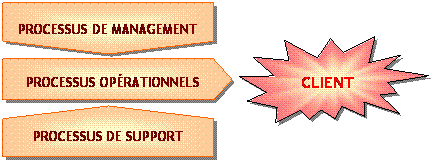 PROCESSUS DE MANAGEMENT
PROCESSUS OPÉRATIONNELS
CLIENT
PROCESSUS DE SUPPORT